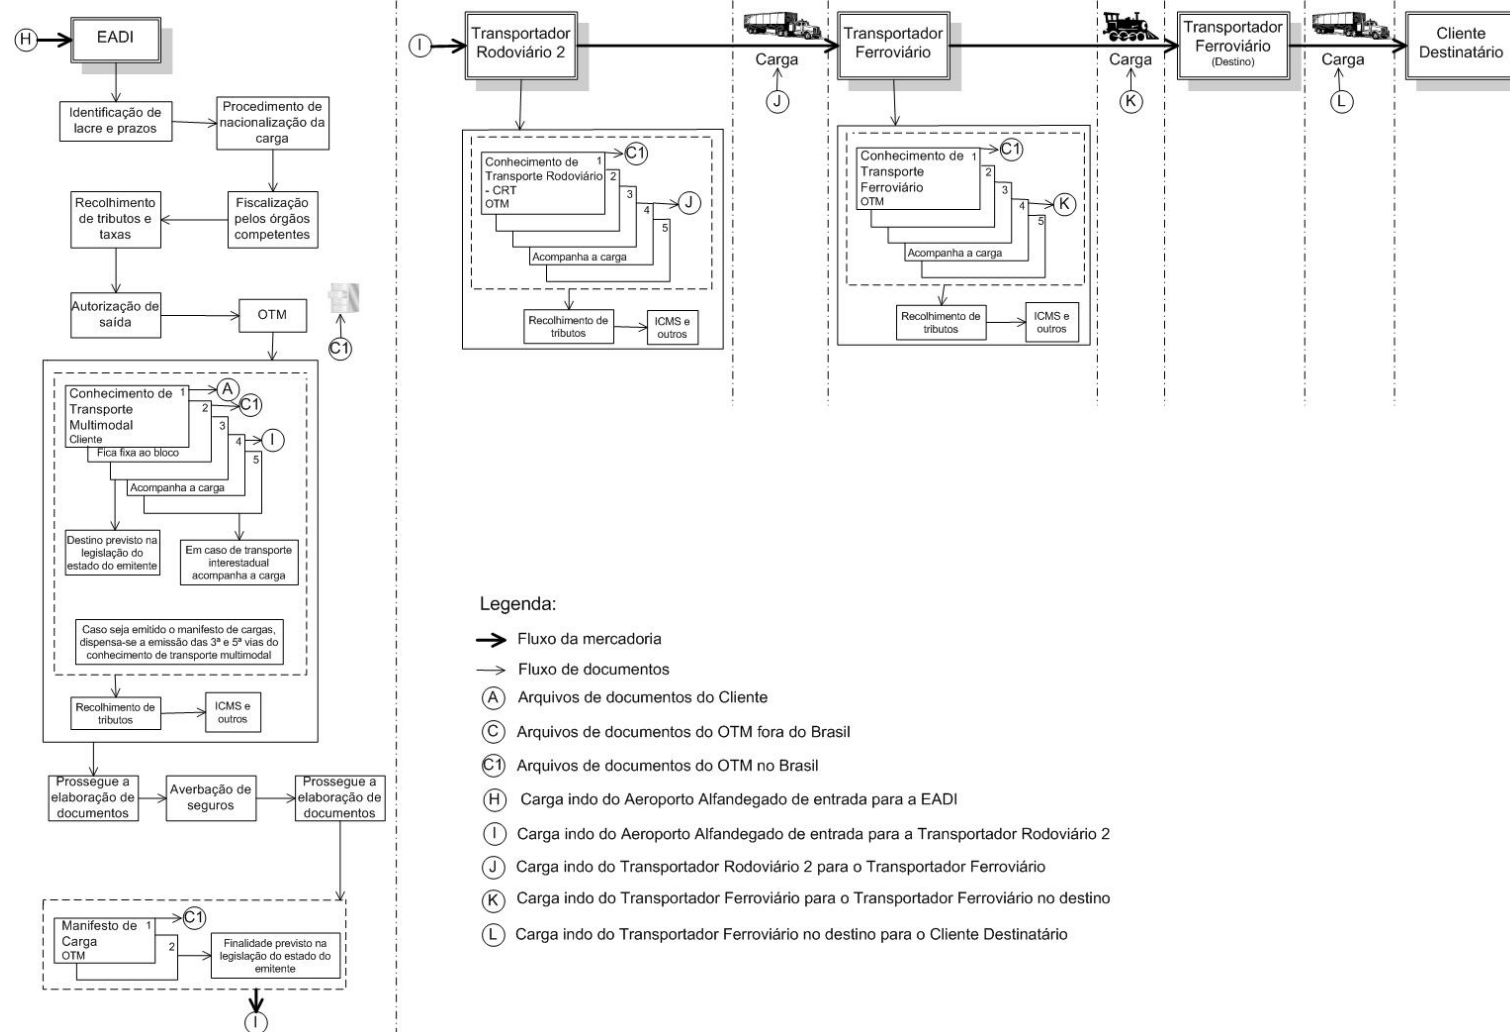 H
EADI
Identificação de
lacre e prazos
Procedimento de
nacionalização da
carga
Recolhimento
de tributos e
taxas
Fiscalização
pelos órgãos
competentes
Autorização de
saída
OTM
C1
Conhecimento de
Transporte
Multimodal
Cliente
1
A
2
C1
Fica fixa ao bloco
3
4
I
Acompanha a carga
5
Destino previsto na
legislação do
estado do emitente
Em caso de transporte
interestadual
acompanha a carga
Caso seja emitido o manifesto de cargas,
dispensa-se a emissão das 3ª e 5ª vias do
conhecimento de transporte multimodal
Recolhimento de
tributos
ICMS e
outros
Prossegue a
elaboração de
documentos
Averbação de
seguros
Prossegue a
elaboração de
documentos
Manifesto de
Carga
OTM
1
C1
2
Finalidade previsto na
legislação do estado do
emitente
I
I
Transportador
Rodoviário 2
Carga
J
Transportador
Ferroviário
Carga
K
Transportador
Ferroviário
(Destino)
Carga
L
Cliente
Destinatário
Conhecimento de
Transporte Rodoviário
- CRT
OTM
1
C1
2
3
4
J
5
Acompanha a carga
Recolhimento de
tributos
ICMS e
outros
Conhecimento de
Transporte
Ferroviário
OTM
1
C1
2
3
4
K
5
Acompanha a carga
Recolhimento de
tributos
ICMS e
outros
Legenda:
Fluxo da mercadoria
Fluxo de documentos
A Arquivos de documentos do Cliente
C Arquivos de documentos do OTM fora do Brasil
C1 Arquivos de documentos do OTM no Brasil
H Carga indo do Aeroporto Alfandegado de entrada para a EADI
I Carga indo do Aeroporto Alfandegado de entrada para a Transportador Rodoviário 2
J Carga indo do Transportador Rodoviário 2 para o Transportador Ferroviário
K Carga indo do Transportador Ferroviário para o Transportador Ferroviário no destino
L Carga indo do Transportador Ferroviário no destino para o Cliente Destinatário